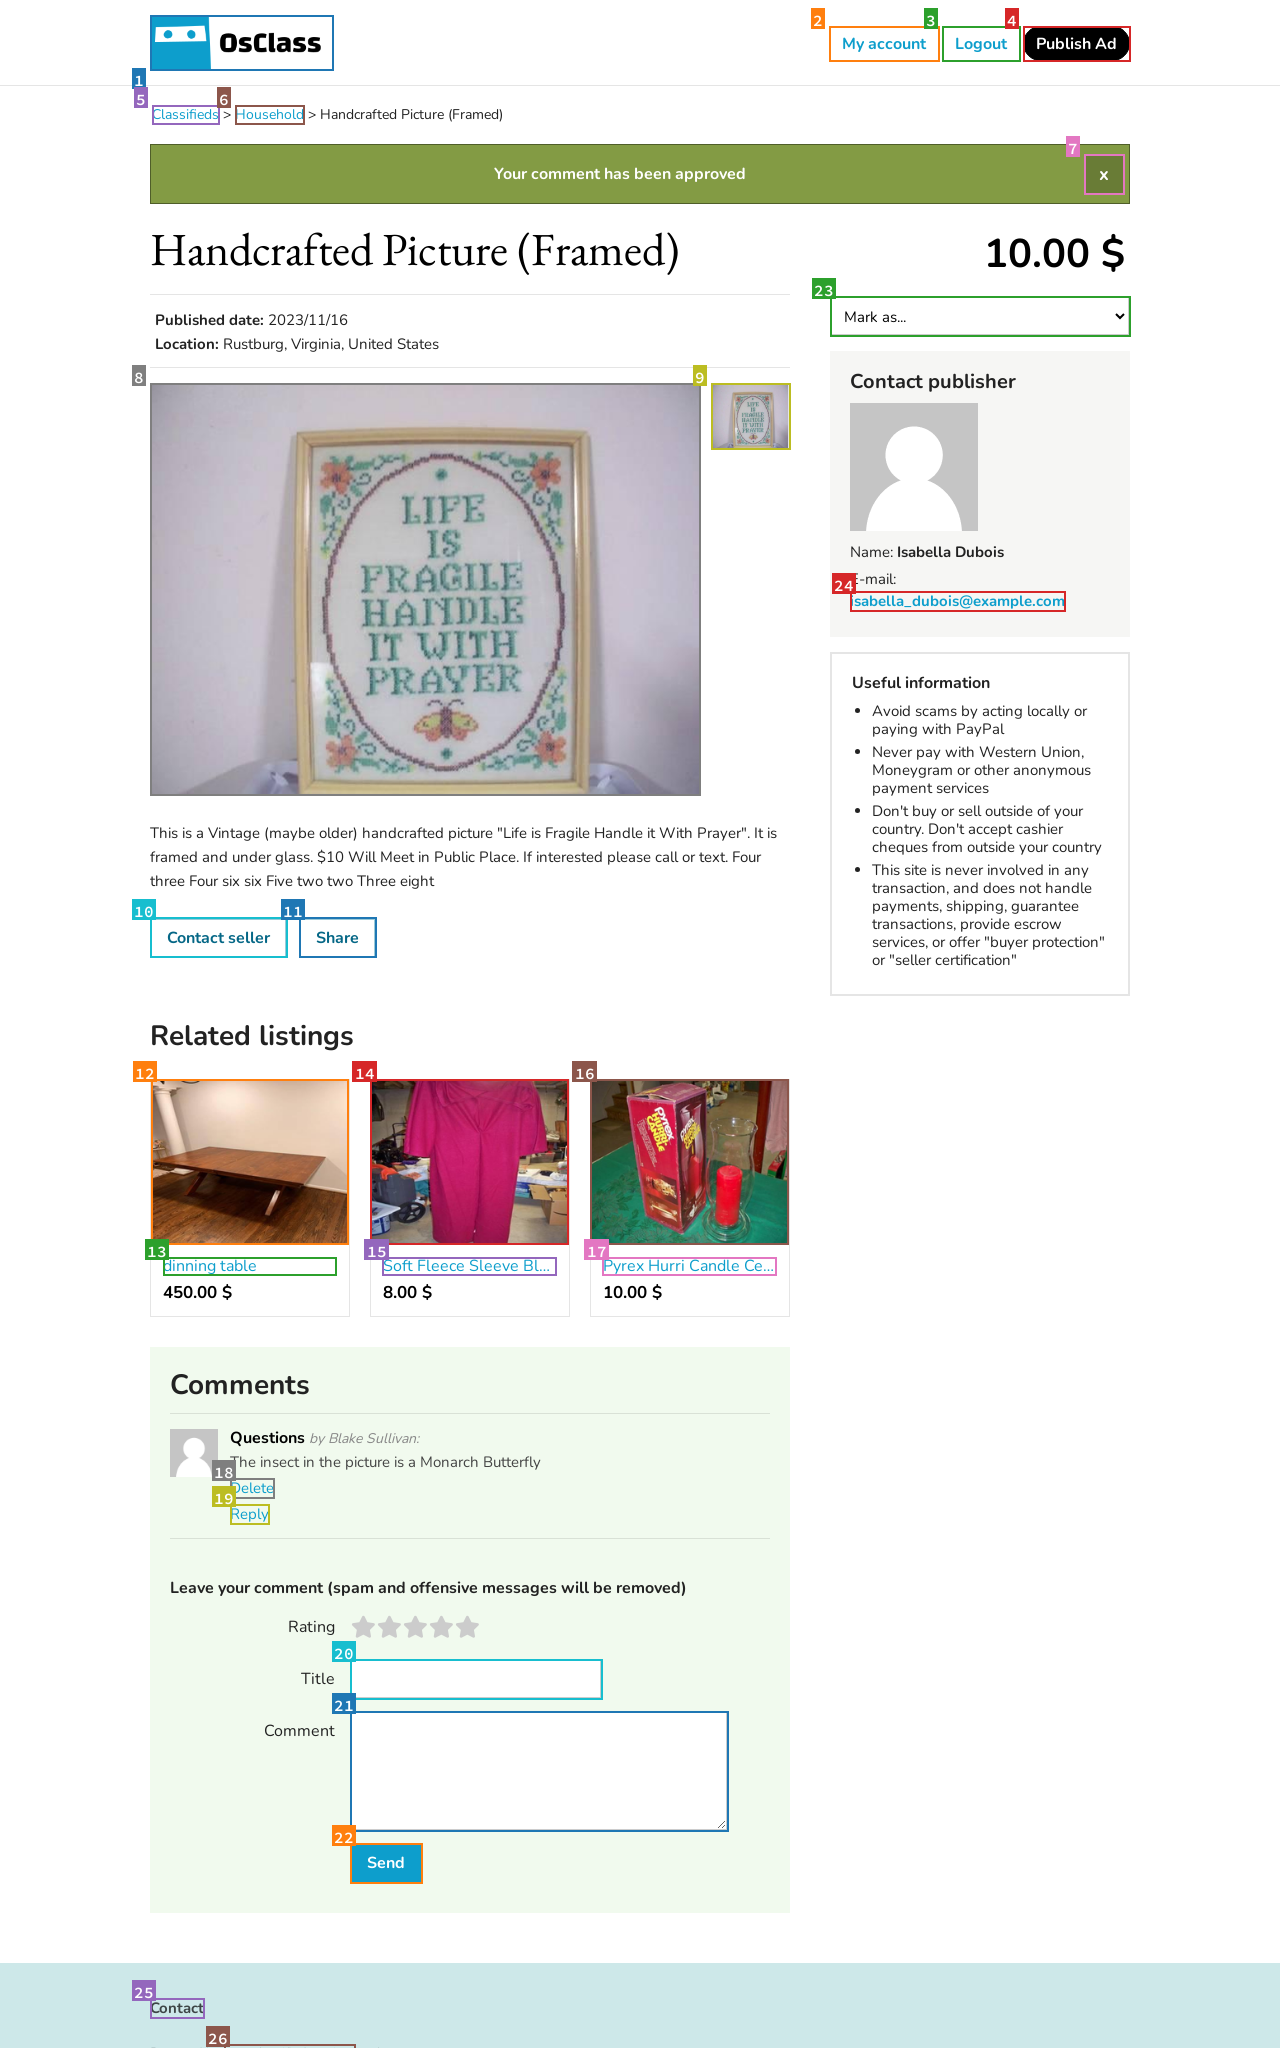 OsClass
2
My account
3
Logout
4
Publish Ad
1
5
Classifieds
>
6
Household
> Handcrafted Picture (Framed)
Your comment has been approved
7
x
Handcrafted Picture (Framed)
10.00 $
Published date: 2023/11/16
Location: Rustburg, Virginia, United States
23
Mark as...
8
9
LIFE
IS
FRAGILE
HANDLE
IT WITH
PRAYER
LIFE
IS
FRAGILE
HANDLE
IT WITH
PRAYER
Contact publisher
Name: Isabella Dubois
E-mail:
24
isabella_dubois@example.com
Useful information
Avoid scams by acting locally or
paying with PayPal
Never pay with Western Union,
Moneygram or other anonymous
payment services
Don't buy or sell outside of your
country. Don't accept cashier
cheques from outside your country
This site is never involved in any
transaction, and does not handle
payments, shipping, guarantee
transactions, provide escrow
services, or offer "buyer protection"
or "seller certification"
This is a Vintage (maybe older) handcrafted picture "Life is Fragile Handle it With Prayer". It is
framed and under glass. $10 Will Meet in Public Place. If interested please call or text. Four
three Four six six Five two two Three eight
10
Contact seller
11
Share
Related listings
12
13
dinning table
450.00 $
14
15
Soft Fleece Sleeve Bl...
8.00 $
16
PYREX
HURRI
CANDLE
17
Pyrex Hurri Candle Ce...
10.00 $
Comments
Questions by Blake Sullivan:
The insect in the picture is a Monarch Butterfly
18
Delete
19
Reply
Leave your comment (spam and offensive messages will be removed)
Rating
20
Title
21
Comment
22
Send
25
Contact
26